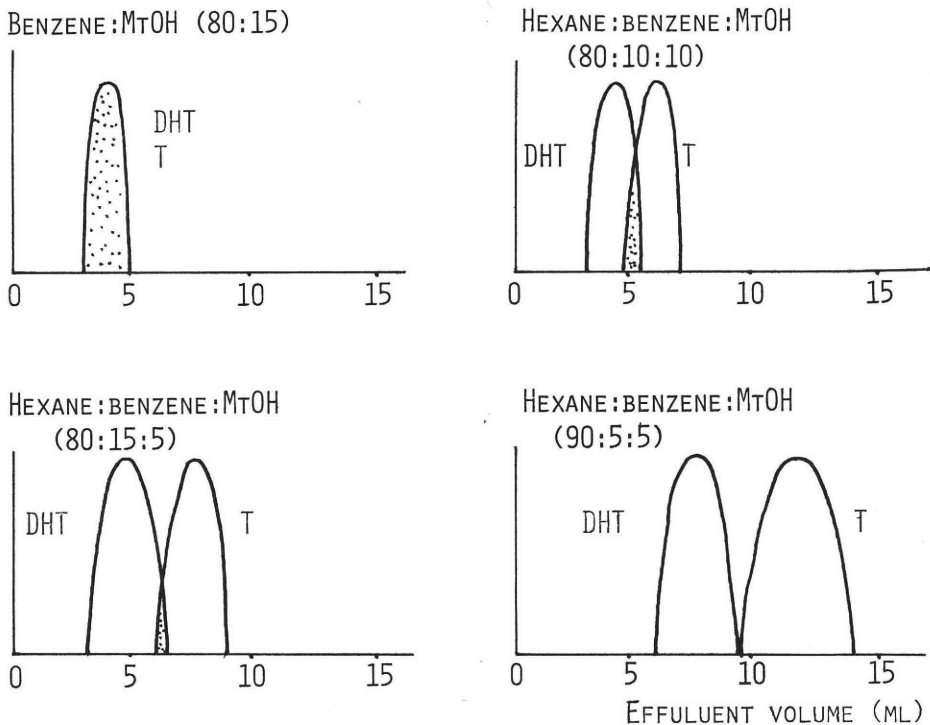 BENZENE:MTOH (80:15)
DHT
T
0 5 10 15
HEXANE:BENZENE:MTOH
(80:10:10)
DHT T
0 5 10 15
HEXANE:BENZENE:MTOH
(80:15:5)
DHT T
0 5 10 15
HEXANE:BENZENE:MTOH
(90:5:5)
DHT T
0 5 10 15
EFFULUENT VOLUME (ML)